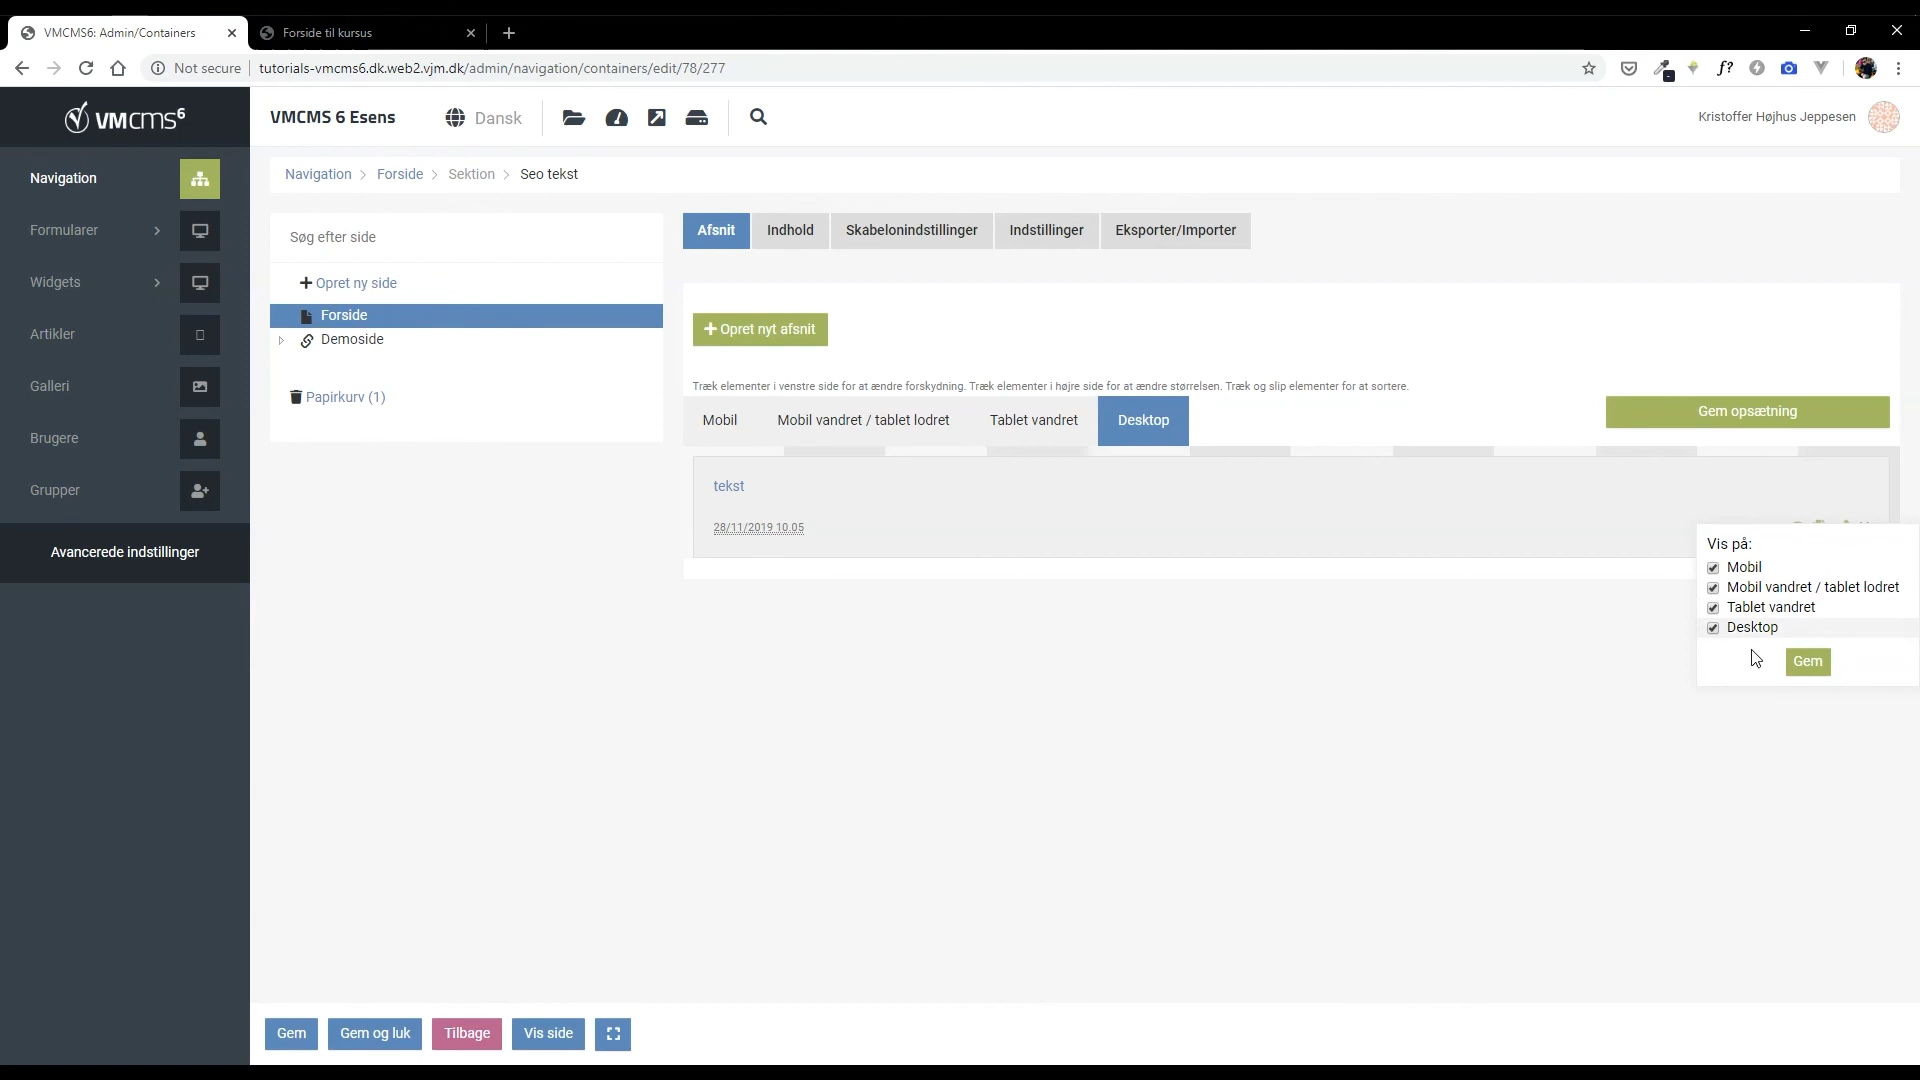 VMCMS6: Admin/Containers
Forside til kursus
Not secure
tutorials-vmcms6.dk.web2.vjm.dk/admin/navigation/containers/edit/78/277
f?
VMCMS6
VMCMS 6 Esens
Dansk
Kristoffer Højhus Jeppesen
Navigation
Formularer
Widgets
Artikler
Galleri
Brugere
Grupper
Avancerede indstillinger
Navigation > Forside > Sektion > Seo tekst
Søg efter side
Opret ny side
Forside
Demoside
Papirkurv (1)
Afsnit
Indhold
Skabelonindstillinger
Indstillinger
Eksporter/Importer
Opret nyt afsnit
Træk elementer i venstre side for at ændre forskydning. Træk elementer i højre side for at ændre størrelsen. Træk og slip elementer for at sortere.
Mobil
Mobil vandret / tablet lodret
Tablet vandret
Desktop
Gem opsætning
tekst
28/11/2019 10.05
Vis på:
Mobil
Mobil vandret / tablet lodret
Tablet vandret
Desktop
Gem
Gem
Gem og luk
Tilbage
Vis side